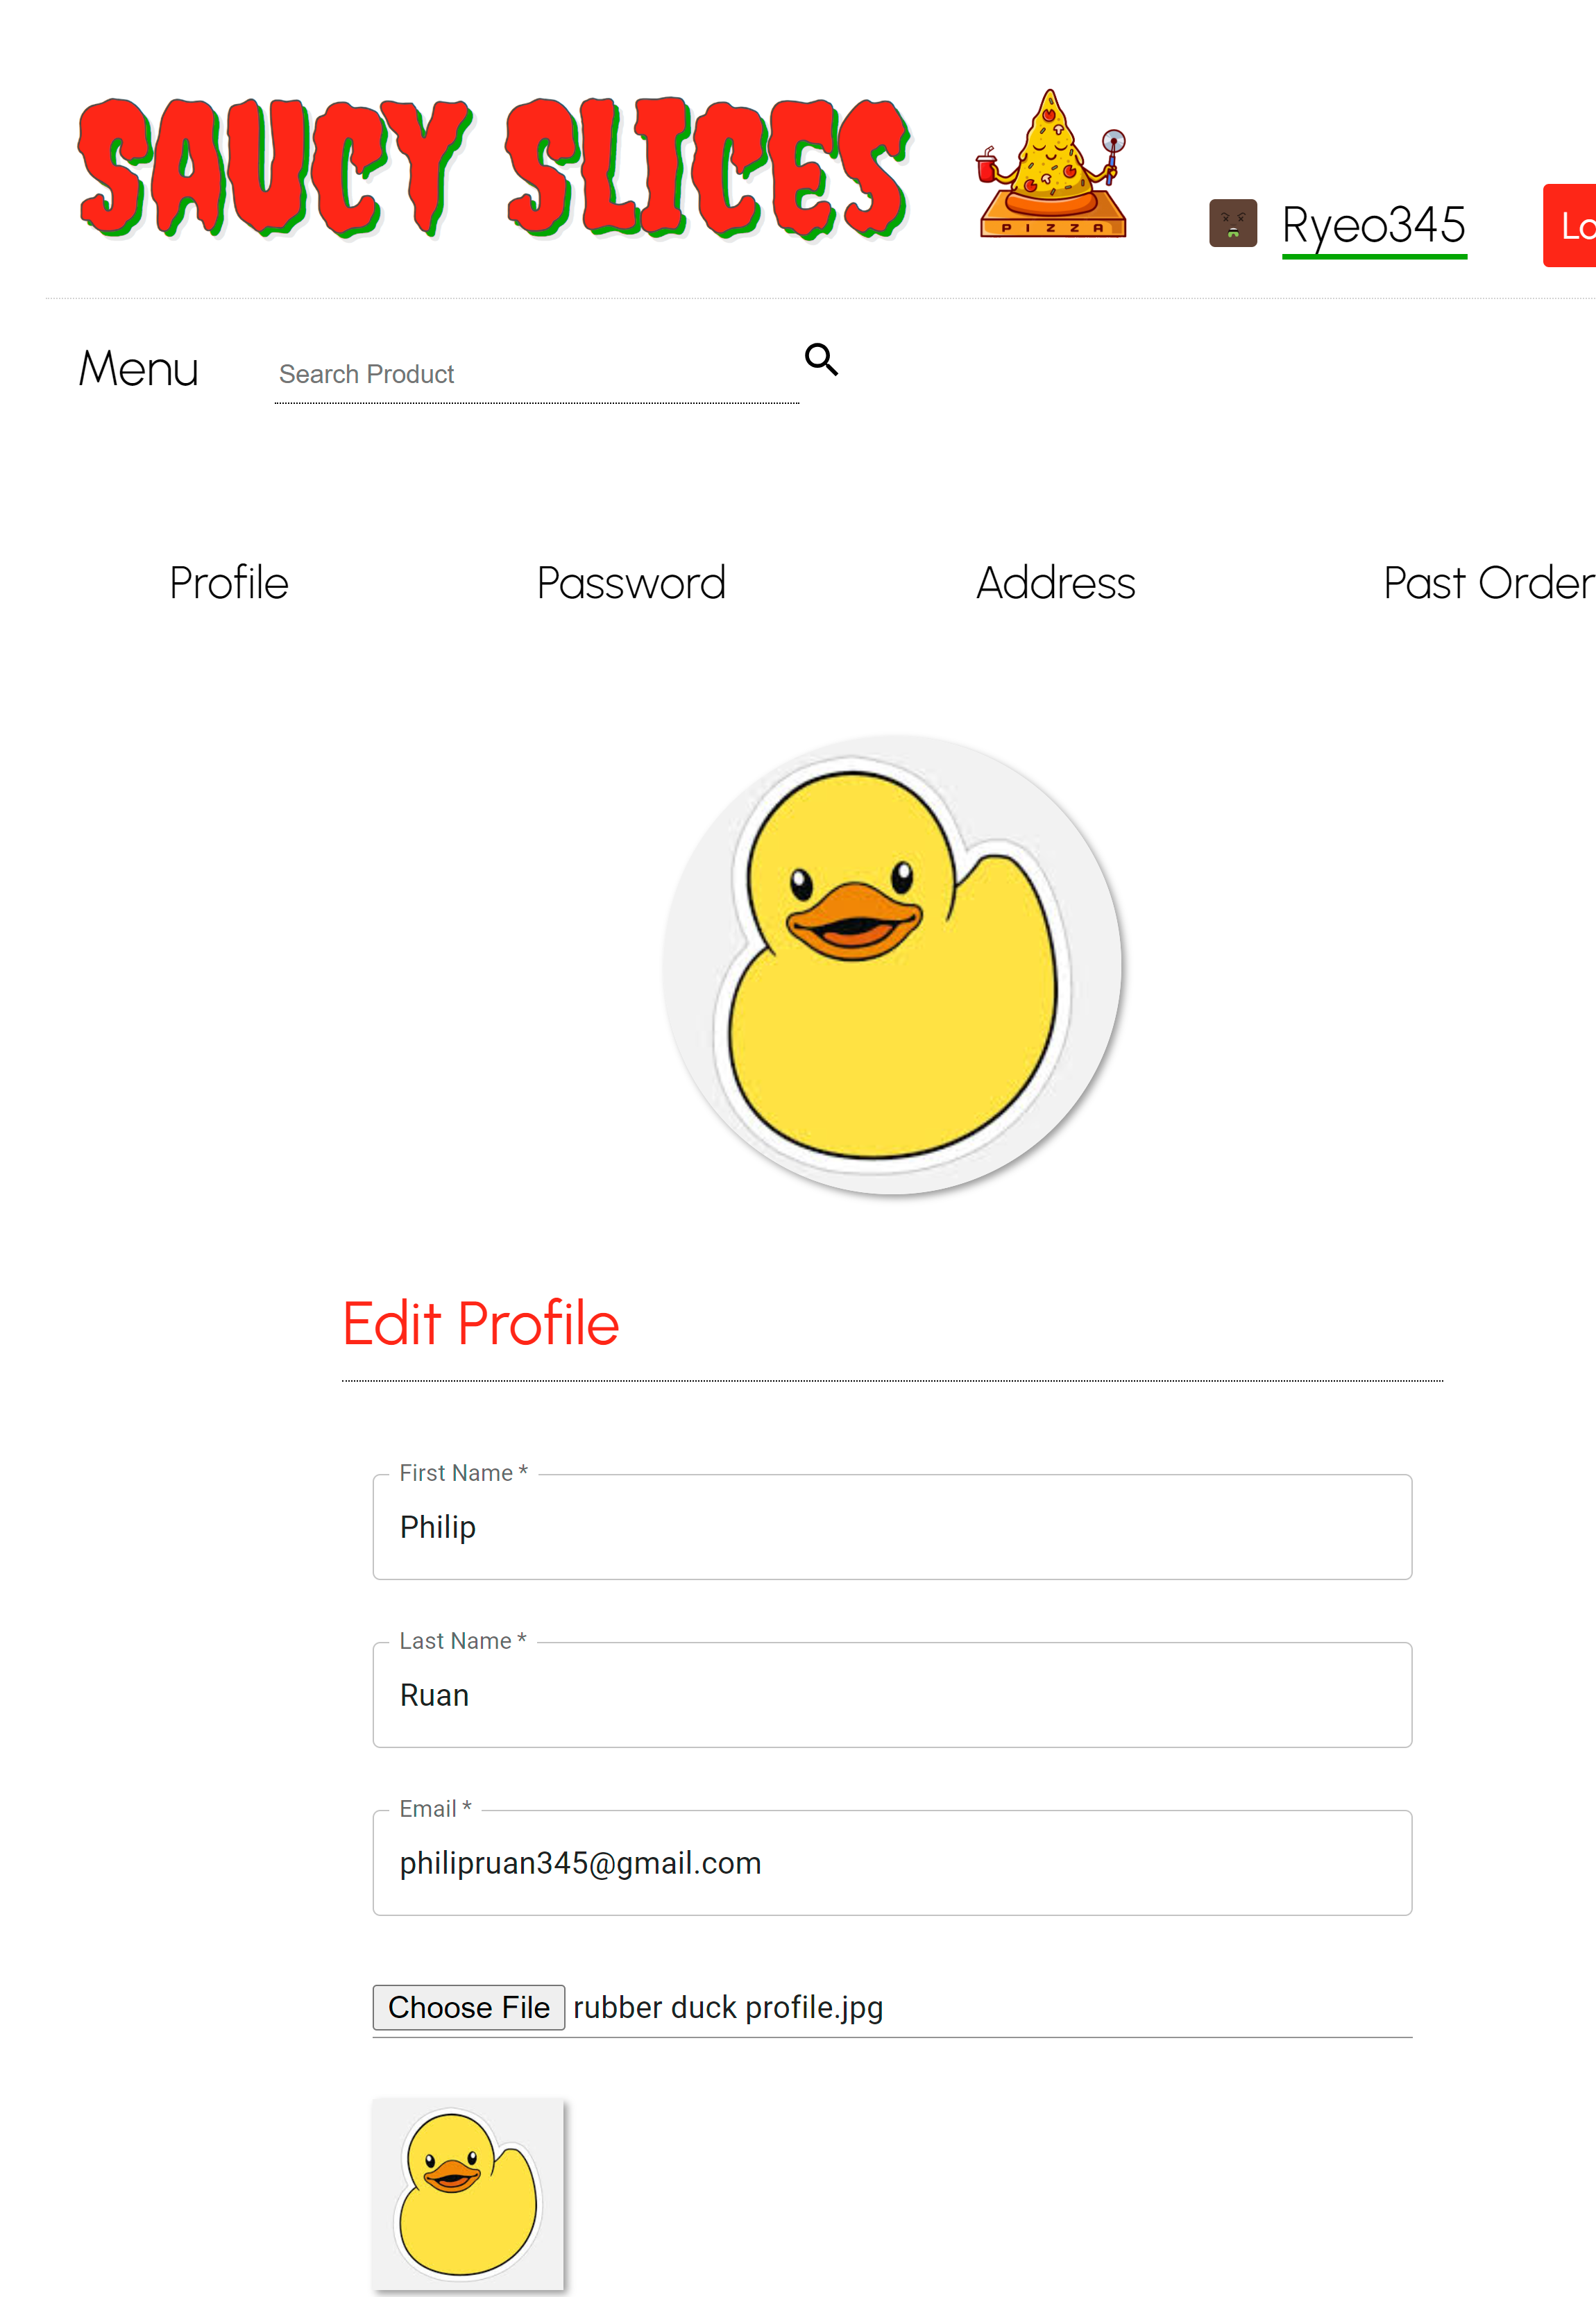 SAUCY SLICES
PIZZA
Ryeo345
Lo
Menu
Search Product
Profile
Password
Address
Past Order
Edit Profile
First Name *
Philip
Last Name *
Ruan
Email *
philipruan345@gmail.com
Choose File rubber duck profile.jpg